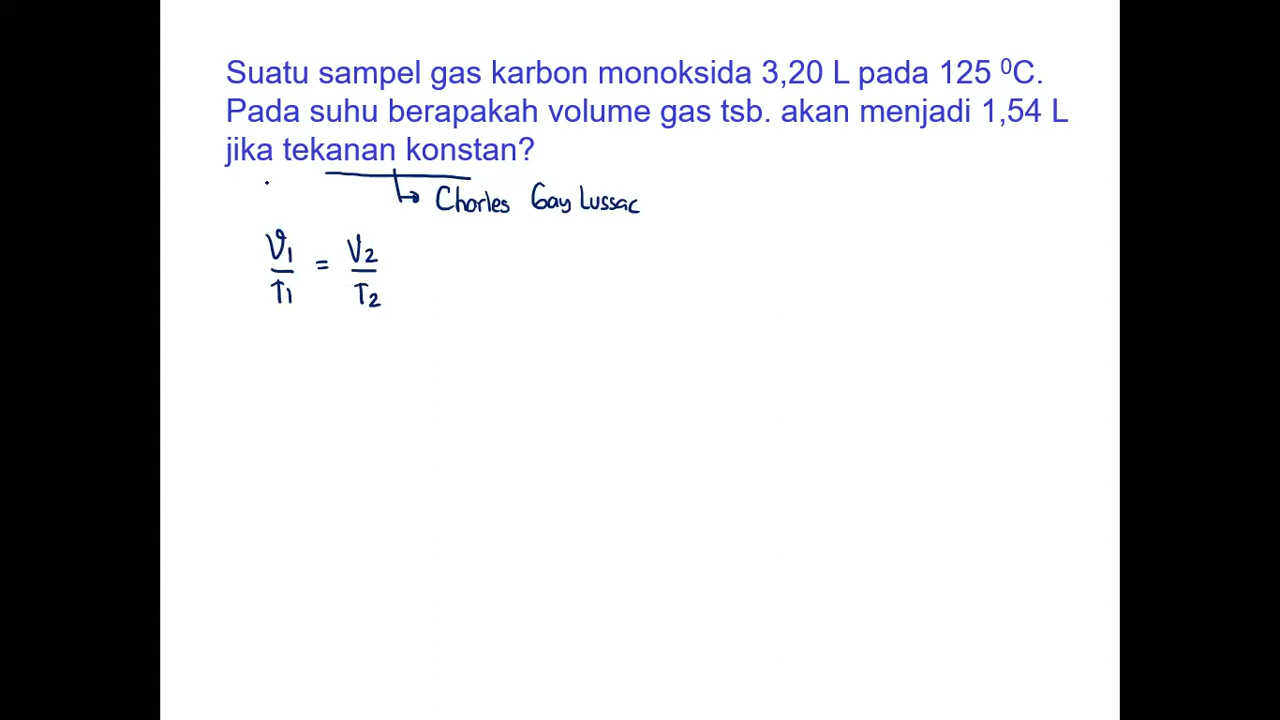 Suatu sampel gas karbon monoksida 3,20 L pada 125 ⁰C.
Pada suhu berapakah volume gas tsb. akan menjadi 1,54 L
jika tekanan konstan?
↳ Charles Gay Lussac
V1/T1 = V2/T2